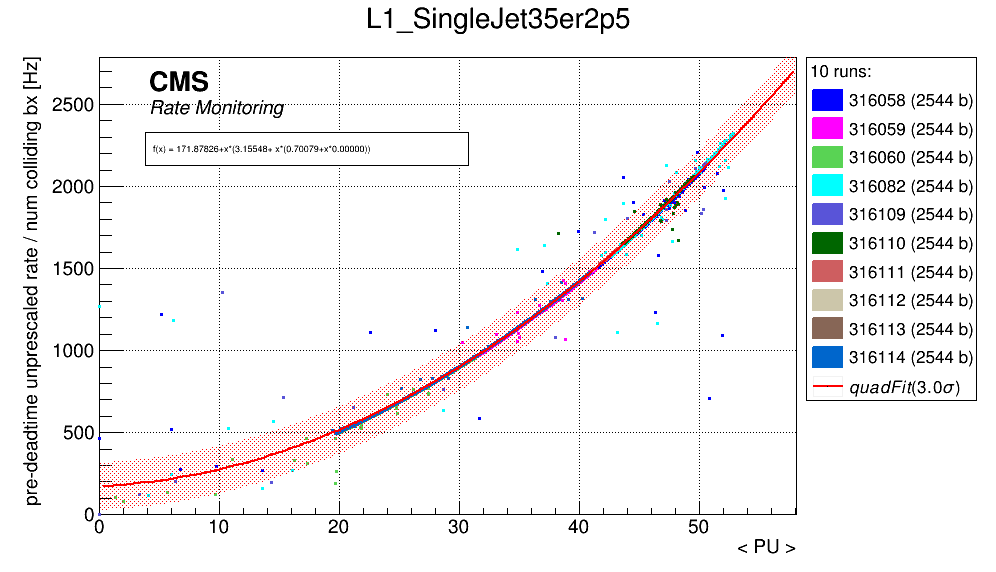 L1_SingleJet35er2p5
pre-deadtime unprescaled rate / num colliding bx [Hz]
CMS
Rate Monitoring
f(x) = 171.87826+x*(3.15548+ x*(0.70079+x*0.00000))
2500
2000
1500
1000
500
0
0 10 20 30 40 50
< PU >
10 runs:
316058 (2544 b)
316059 (2544 b)
316060 (2544 b)
316082 (2544 b)
316109 (2544 b)
316110 (2544 b)
316111 (2544 b)
316112 (2544 b)
316113 (2544 b)
316114 (2544 b)
quadFit(3.0σ)